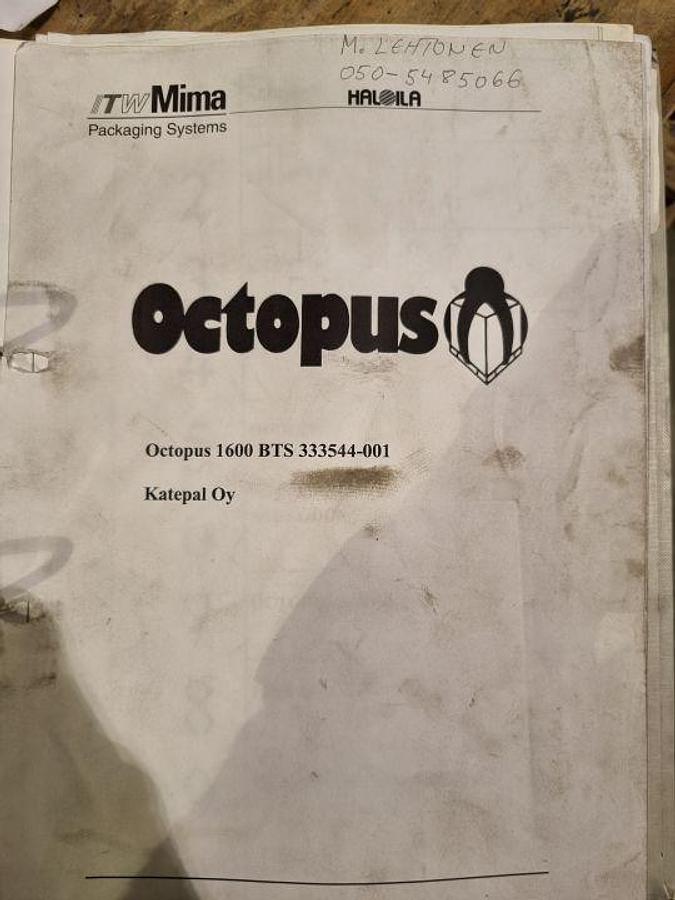 M. LEHTONEN
050-5485066
ITW Mima
HALOILA
Packaging Systems
Octopus
Octopus 1600 BTS 333544-001
Katepal Oy